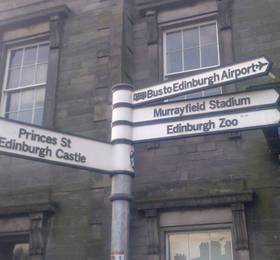 Bus to Edinburgh Airport
Murrayfield Stadium
Edinburgh Zoo
Princes St
Edinburgh Castle